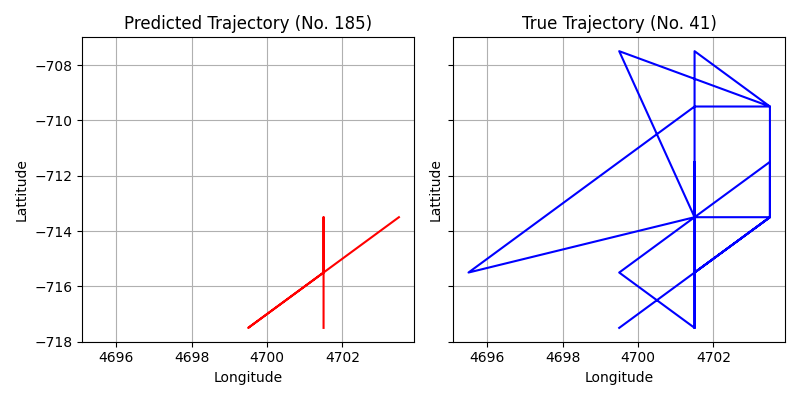 Predicted Trajectory (No. 185)
−708
−710
−712
−714
−716
−718
Lattitude
4696
4698
4700
4702
Longitude
True Trajectory (No. 41)
Lattitude
4696
4698
4700
4702
Longitude